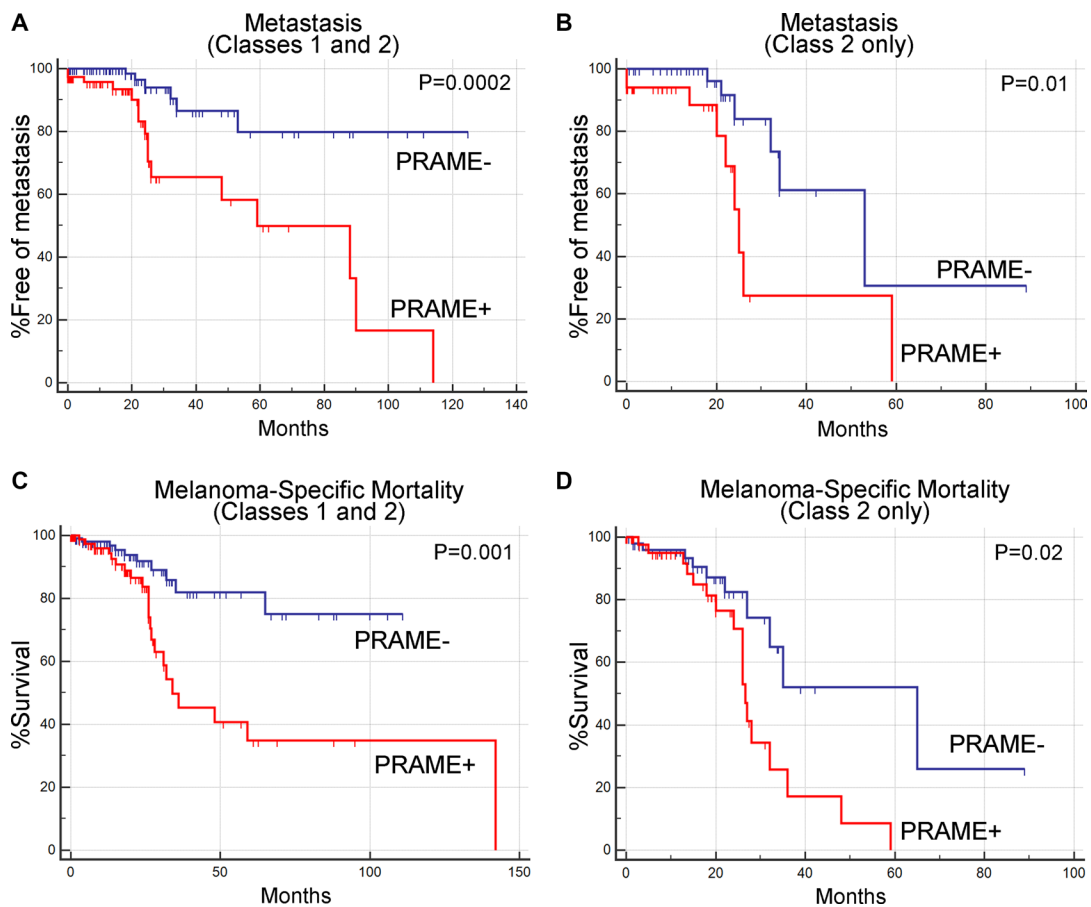 A
Metastasis
(Classes 1 and 2)
%Free of metastasis
100
80
60
40
20
0
P=0.0002
PRAME-
PRAME+
0 20 40 60 80 100 120 140
Months
B
Metastasis
(Class 2 only)
%Free of metastasis
100
80
60
40
20
0
P=0.01
PRAME-
PRAME+
0 20 40 60 80 100
Months
C
Melanoma-Specific Mortality
(Classes 1 and 2)
%Survival
100
80
60
40
20
0
P=0.001
PRAME-
PRAME+
0 50 100 150
Months
D
Melanoma-Specific Mortality
(Class 2 only)
%Survival
100
80
60
40
20
0
P=0.02
PRAME-
PRAME+
0 20 40 60 80 100
Months